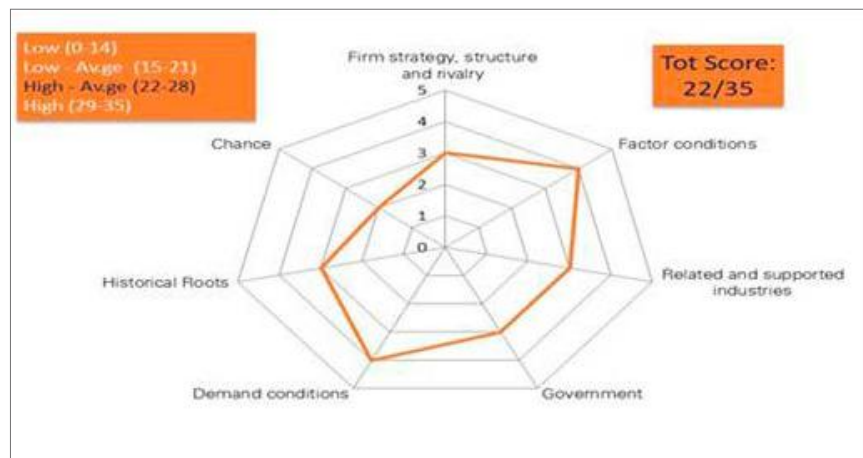 Low (0-14)
Low - Av.ge (15-21)
High - Av.ge (22-28)
High (29-35)
Tot Score:
22/35
Firm strategy, structure
and rivalry
5
4
3
2
1
0
Factor conditions
Related and supported
industries
Government
Demand conditions
Historical Roots
Chance